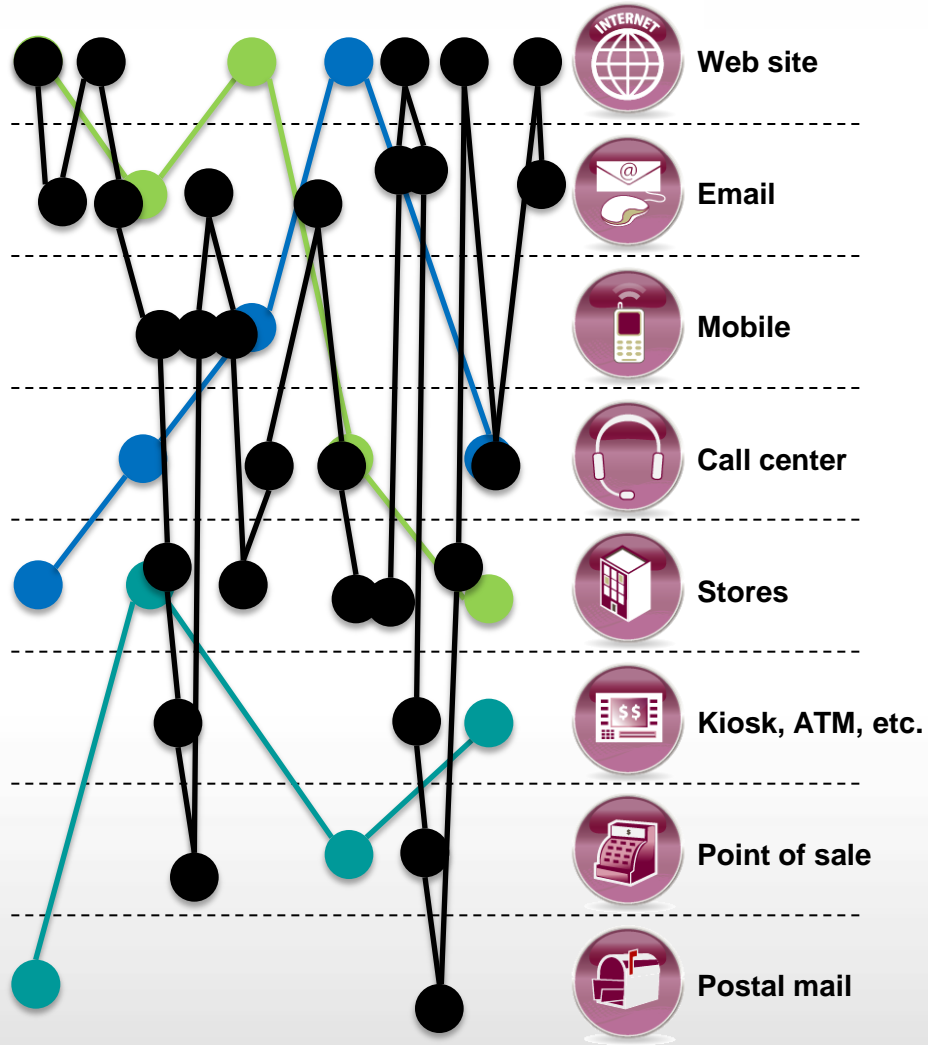 INTERNET
Web site
@
Email
Mobile
Call center
Stores
$$
Kiosk, ATM, etc.
$
Point of sale
Postal mail